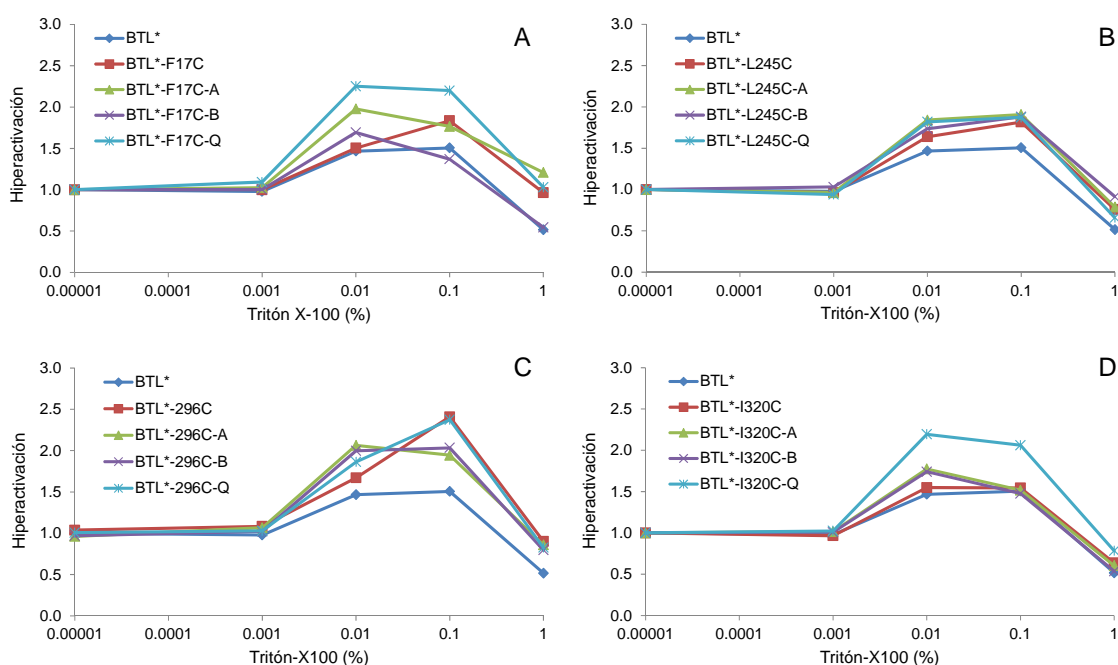 A
Hiperactivación
3.0
2.5
2.0
1.5
1.0
0.5
0.0
BTL*
BTL*-F17C
BTL*-F17C-A
BTL*-F17C-B
BTL*-F17C-Q
0.00001 0.0001 0.001 0.01 0.1 1
Tritón X-100 (%)
B
Hiperactivación
3.0
2.5
2.0
1.5
1.0
0.5
0.0
BTL*
BTL*-L245C
BTL*-L245C-A
BTL*-L245C-B
BTL*-L245C-Q
0.00001 0.0001 0.001 0.01 0.1 1
Tritón-X100 (%)
C
Hiperactivación
3.0
2.5
2.0
1.5
1.0
0.5
0.0
BTL*
BTL*-296C
BTL*-296C-A
BTL*-296C-B
BTL*-296C-Q
0.00001 0.0001 0.001 0.01 0.1 1
Tritón-X100 (%)
D
Hiperactivación
3.0
2.5
2.0
1.5
1.0
0.5
0.0
BTL*
BTL*-I320C
BTL*-I320C-A
BTL*-I320C-B
BTL*-I320C-Q
0.00001 0.0001 0.001 0.01 0.1 1
Tritón-X100 (%)